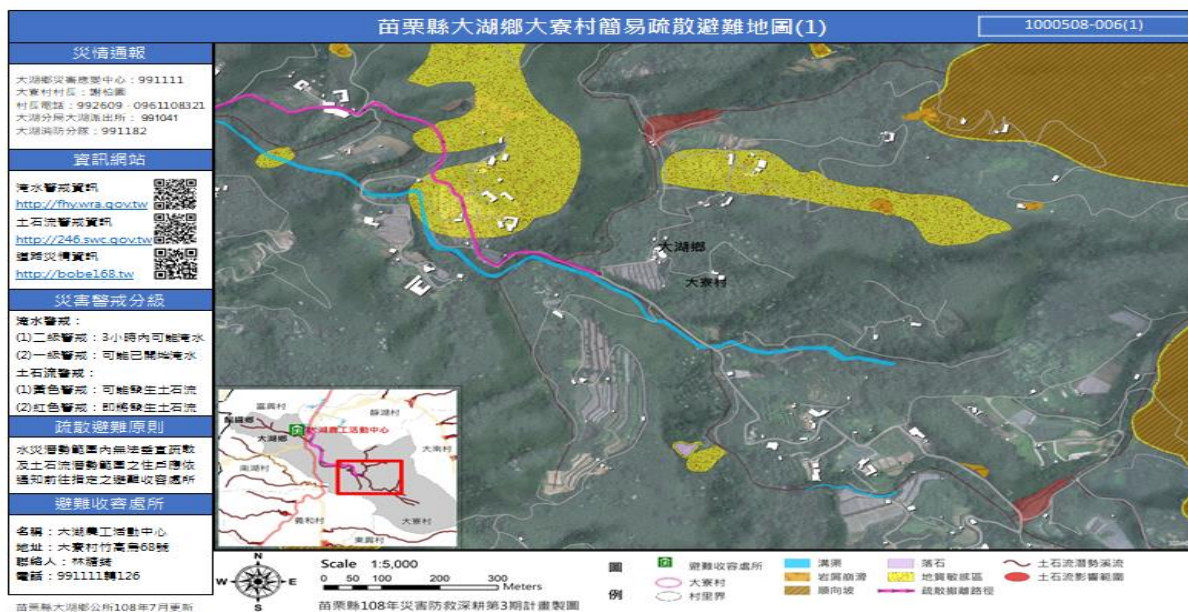 苗栗縣大湖鄉大寮村簡易疏散避難地圖(1)
1000508-006(1)
災情通報
大湖鄉災害應變中心：991111
大寮村村長：謝柏園
村長電話：992609、0961108321
大湖分局大湖派出所：991041
大湖消防分隊：991182
資訊網站
淹水警戒資訊
http://fhy.wra.gov.tw
土石流警戒資訊
http://246.swc.gov.tw
道路災情資訊
http://bobe168.tw
災害警戒分級
淹水警戒：
(1)二級警戒：3小時內可能淹水
(2)一級警戒：可能已開始淹水
土石流警戒：
(1)黃色警戒：可能發生土石流
(2)紅色警戒：即將發生土石流
疏散避難原則
水災潛勢範圍內無法垂直疏散
及土石流潛勢範圍之住戶應依
通知前往指定之避難收容處所
避難收容處所
名稱：大湖農工活動中心
地址：大寮村竹高屋68號
電話：991111轉126
苗栗縣大湖鄉公所108年7月更新
大湖鄉
大寮村
富興村
靜湖村
大湖農工活動中心
大湖鄉
大南村
南湖村
義和村
大寮村
東興村
N
W
E
S
Scale 1:5,000
0 50 100 200 300
Meters
苗栗縣108年災害防救深耕第3期計畫製圖
圖例
避難收容處所
大寮村
村里界
溝渠
岩屑崩滑
順向坡
落石
地質敏感區
疏散撤離路徑
土石流潛勢溪流
土石流影響範圍